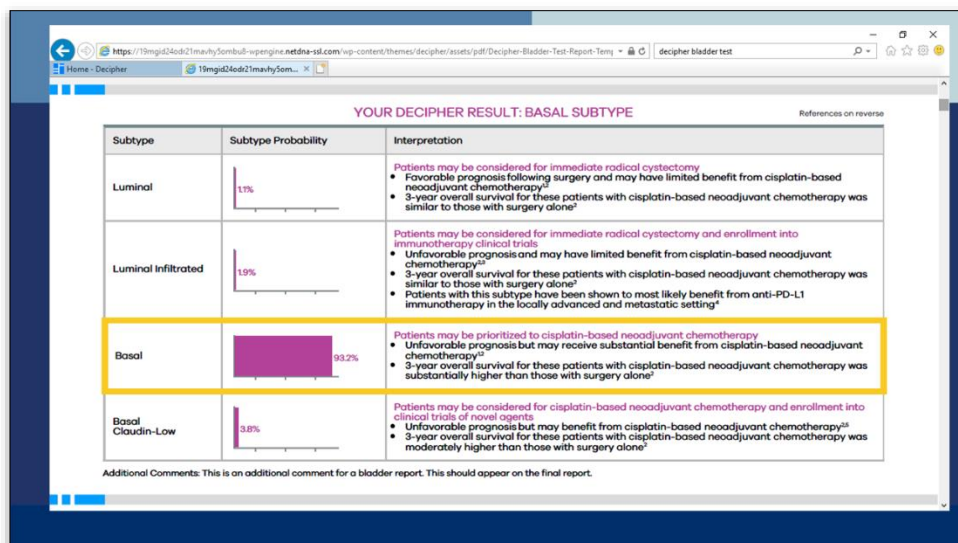 https://19mgid24odr21mavhy5ombu8-wpengine.netdna-ssl.com/wp-content/themes/decipher/assets/pdf/Decipher-Bladder-Test-Report-Temp
decipher bladder test
Home - Decipher
19mgid24odr21mavhy5om...
YOUR DECIPHER RESULT: BASAL SUBTYPE
References on reverse
Subtype
Subtype Probability
Interpretation
Luminal
1.1%
Patients may be considered for immediate radical cystectomy
• Favorable prognosis following surgery and may have limited benefit from cisplatin-based
neoadjuvant chemotherapy
• 3-year overall survival for these patients with cisplatin-based neoadjuvant chemotherapy was
similar to those with surgery alone²
Luminal Infiltrated
1.9%
Patients may be considered for immediate radical cystectomy and enrollment into
immunotherapy clinical trials
• Unfavorable prognosis and may have limited benefit from cisplatin-based neoadjuvant
chemotherapy
• 3-year overall survival for these patients with cisplatin-based neoadjuvant chemotherapy was
similar to those with surgery alone²
• Patients with this subtype have been shown to most likely benefit from anti-PD-L1
immunotherapy in the locally advanced and metastatic setting⁴
Basal
93.2%
Patients may be prioritized to cisplatin-based neoadjuvant chemotherapy
• Unfavorable prognosis but may receive substantial benefit from cisplatin-based neoadjuvant
chemotherapy
• 3-year overall survival for these patients with cisplatin-based neoadjuvant chemotherapy was
substantially higher than those with surgery alone²
Basal
Claudin-Low
3.8%
Patients may be considered for cisplatin-based neoadjuvant chemotherapy and enrollment into
clinical trials of novel agents
• Unfavorable prognosis but may benefit from cisplatin-based neoadjuvant chemotherapy
• 3-year overall survival for these patients with cisplatin-based neoadjuvant chemotherapy was
moderately higher than those with surgery alone²
Additional Comments: This is an additional comment for a bladder report. This should appear on the final report.